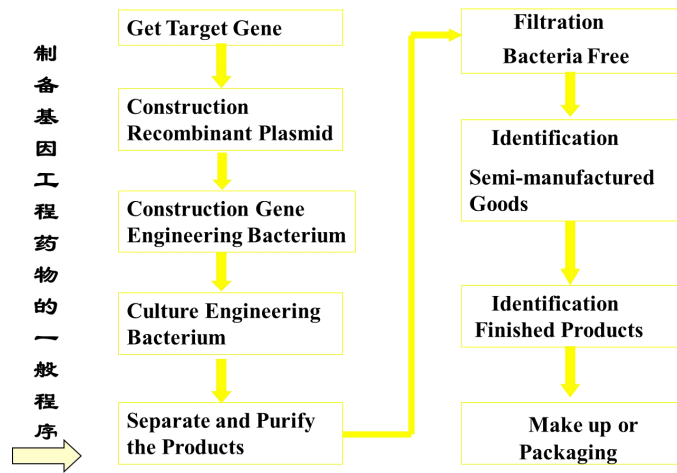 制备基因工程药物的一般程序
Get Target Gene
Construction
Recombinant Plasmid
Construction Gene
Engineering Bacterium
Culture Engineering
Bacterium
Separate and Purify
the Products
Filtration
Bacteria Free
Identification
Semi-manufactured
Goods
Identification
Finished Products
Make up or
Packaging